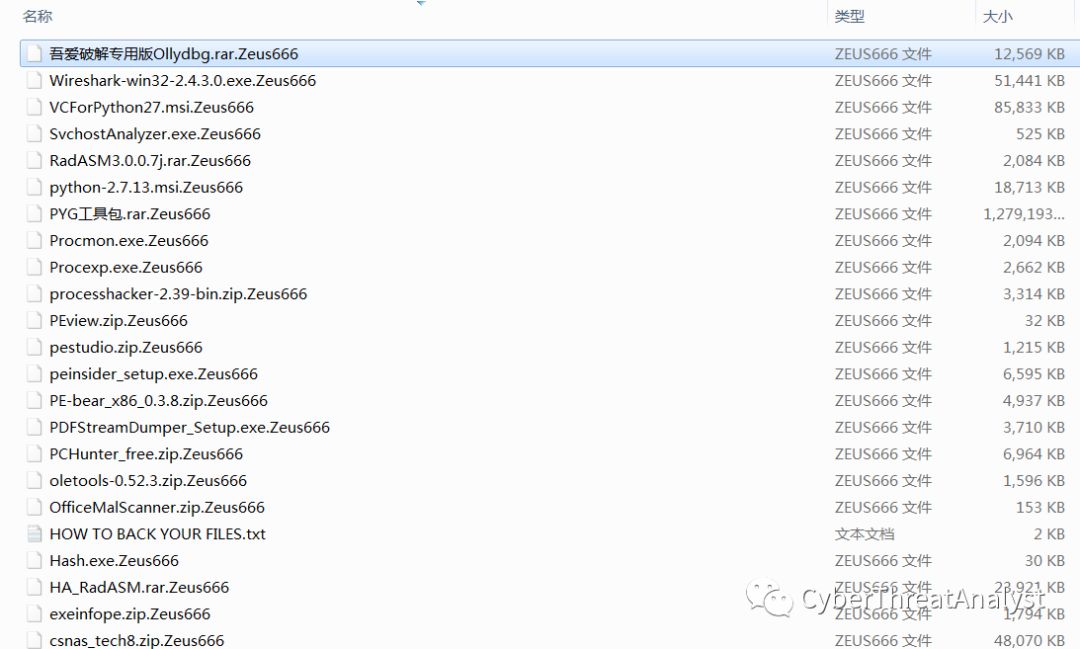 名称 类型 大小
吾爱破解专用版Ollydbg.rar.Zeus666 ZEUS666 文件 12,569 KB
Wireshark-win32-2.4.3.0.exe.Zeus666 ZEUS666 文件 51,441 KB
VCForPython27.msi.Zeus666 ZEUS666 文件 85,833 KB
SvchostAnalyzer.exe.Zeus666 ZEUS666 文件 525 KB
RadASM3.0.0.7j.rar.Zeus666 ZEUS666 文件 2,084 KB
python-2.7.13.msi.Zeus666 ZEUS666 文件 18,713 KB
PYG工具包.rar.Zeus666 ZEUS666 文件 1,279,193...
Procmon.exe.Zeus666 ZEUS666 文件 2,094 KB
Procexp.exe.Zeus666 ZEUS666 文件 2,662 KB
processhacker-2.39-bin.zip.Zeus666 ZEUS666 文件 3,314 KB
PEview.zip.Zeus666 ZEUS666 文件 32 KB
pestudio.zip.Zeus666 ZEUS666 文件 1,215 KB
peinsider_setup.exe.Zeus666 ZEUS666 文件 6,595 KB
PE-bear_x86_0.3.8.zip.Zeus666 ZEUS666 文件 4,937 KB
PDFStreamDumper_Setup.exe.Zeus666 ZEUS666 文件 3,710 KB
PCHunter_free.zip.Zeus666 ZEUS666 文件 6,964 KB
oletools-0.52.3.zip.Zeus666 ZEUS666 文件 1,596 KB
OfficeMalScanner.zip.Zeus666 ZEUS666 文件 153 KB
HOW TO BACK YOUR FILES.txt 文本文档 2 KB
Hash.exe.Zeus666 ZEUS666 文件 30 KB
HA_RadASM.rar.Zeus666 ZEUS666 文件 23,921 KB
CyberThreatAnalyst
exeinfope.zip.Zeus666 ZEUS666 文件 1,794 KB
csnas_tech8.zip.Zeus666 ZEUS666 文件 48,070 KB